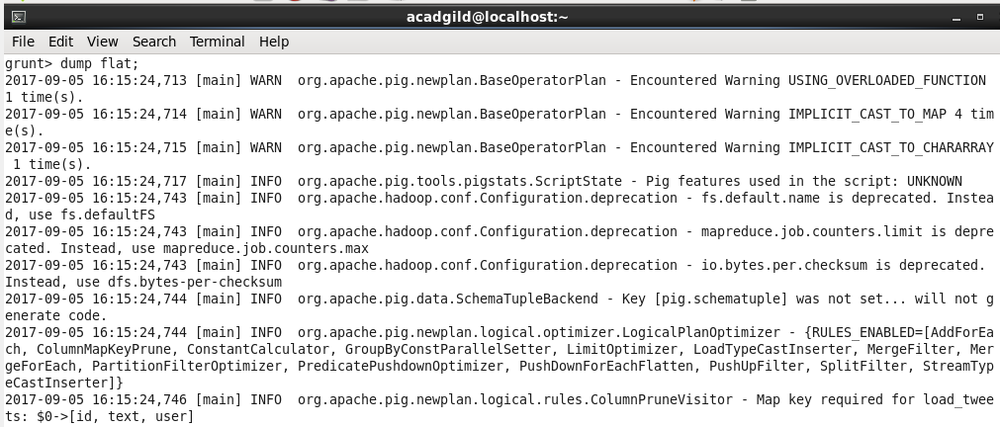 acadgild@localhost:~
File Edit View Search Terminal Help
grunt> dump flat;
2017-09-05 16:15:24,713 [main] WARN  org.apache.pig.newplan.BaseOperatorPlan - Encountered Warning USING_OVERLOADED_FUNCTION
1 time(s).
2017-09-05 16:15:24,714 [main] WARN  org.apache.pig.newplan.BaseOperatorPlan - Encountered Warning IMPLICIT_CAST_TO_MAP 4 tim
e(s).
2017-09-05 16:15:24,715 [main] WARN  org.apache.pig.newplan.BaseOperatorPlan - Encountered Warning IMPLICIT_CAST_TO_CHARARRAY
 1 time(s).
2017-09-05 16:15:24,717 [main] INFO  org.apache.pig.tools.pigstats.ScriptState - Pig features used in the script: UNKNOWN
2017-09-05 16:15:24,743 [main] INFO  org.apache.hadoop.conf.Configuration.deprecation - fs.default.name is deprecated. Instea
d, use fs.defaultFS
2017-09-05 16:15:24,743 [main] INFO  org.apache.hadoop.conf.Configuration.deprecation - mapreduce.job.counters.limit is depre
cated. Instead, use mapreduce.job.counters.max
2017-09-05 16:15:24,743 [main] INFO  org.apache.hadoop.conf.Configuration.deprecation - io.bytes.per.checksum is deprecated.
Instead, use dfs.bytes-per-checksum
2017-09-05 16:15:24,744 [main] INFO  org.apache.pig.data.SchemaTupleBackend - Key [pig.schematuple] was not set... will not g
enerate code.
2017-09-05 16:15:24,744 [main] INFO  org.apache.pig.newplan.logical.optimizer.LogicalPlanOptimizer - {RULES_ENABLED=[AddForEa
ch, ColumnMapKeyPrune, ConstantCalculator, GroupByConstParallelSetter, LimitOptimizer, LoadTypeCastInserter, MergeFilter, Mer
geForEach, PartitionFilterOptimizer, PredicatePushdownOptimizer, PushDownForEachFlatten, PushUpFilter, SplitFilter, StreamTyp
eCastInserter]}
2017-09-05 16:15:24,746 [main] INFO  org.apache.pig.newplan.logical.rules.ColumnPruneVisitor - Map key required for load_twee
ts: $0->[id, text, user]